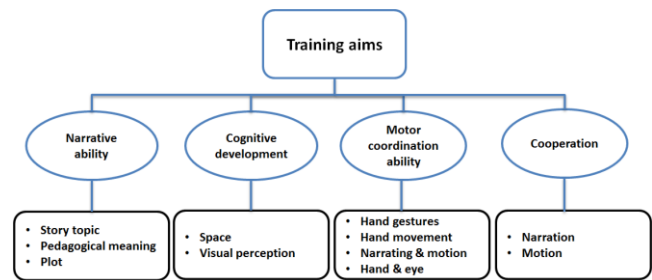 Training aims
Narrative
ability
Cognitive
development
Motor
coordination
ability
Cooperation
• Story topic
• Pedagogical meaning
• Plot
• Space
• Visual perception
• Hand gestures
• Hand movement
• Narrating & motion
• Hand & eye
• Narration
• Motion